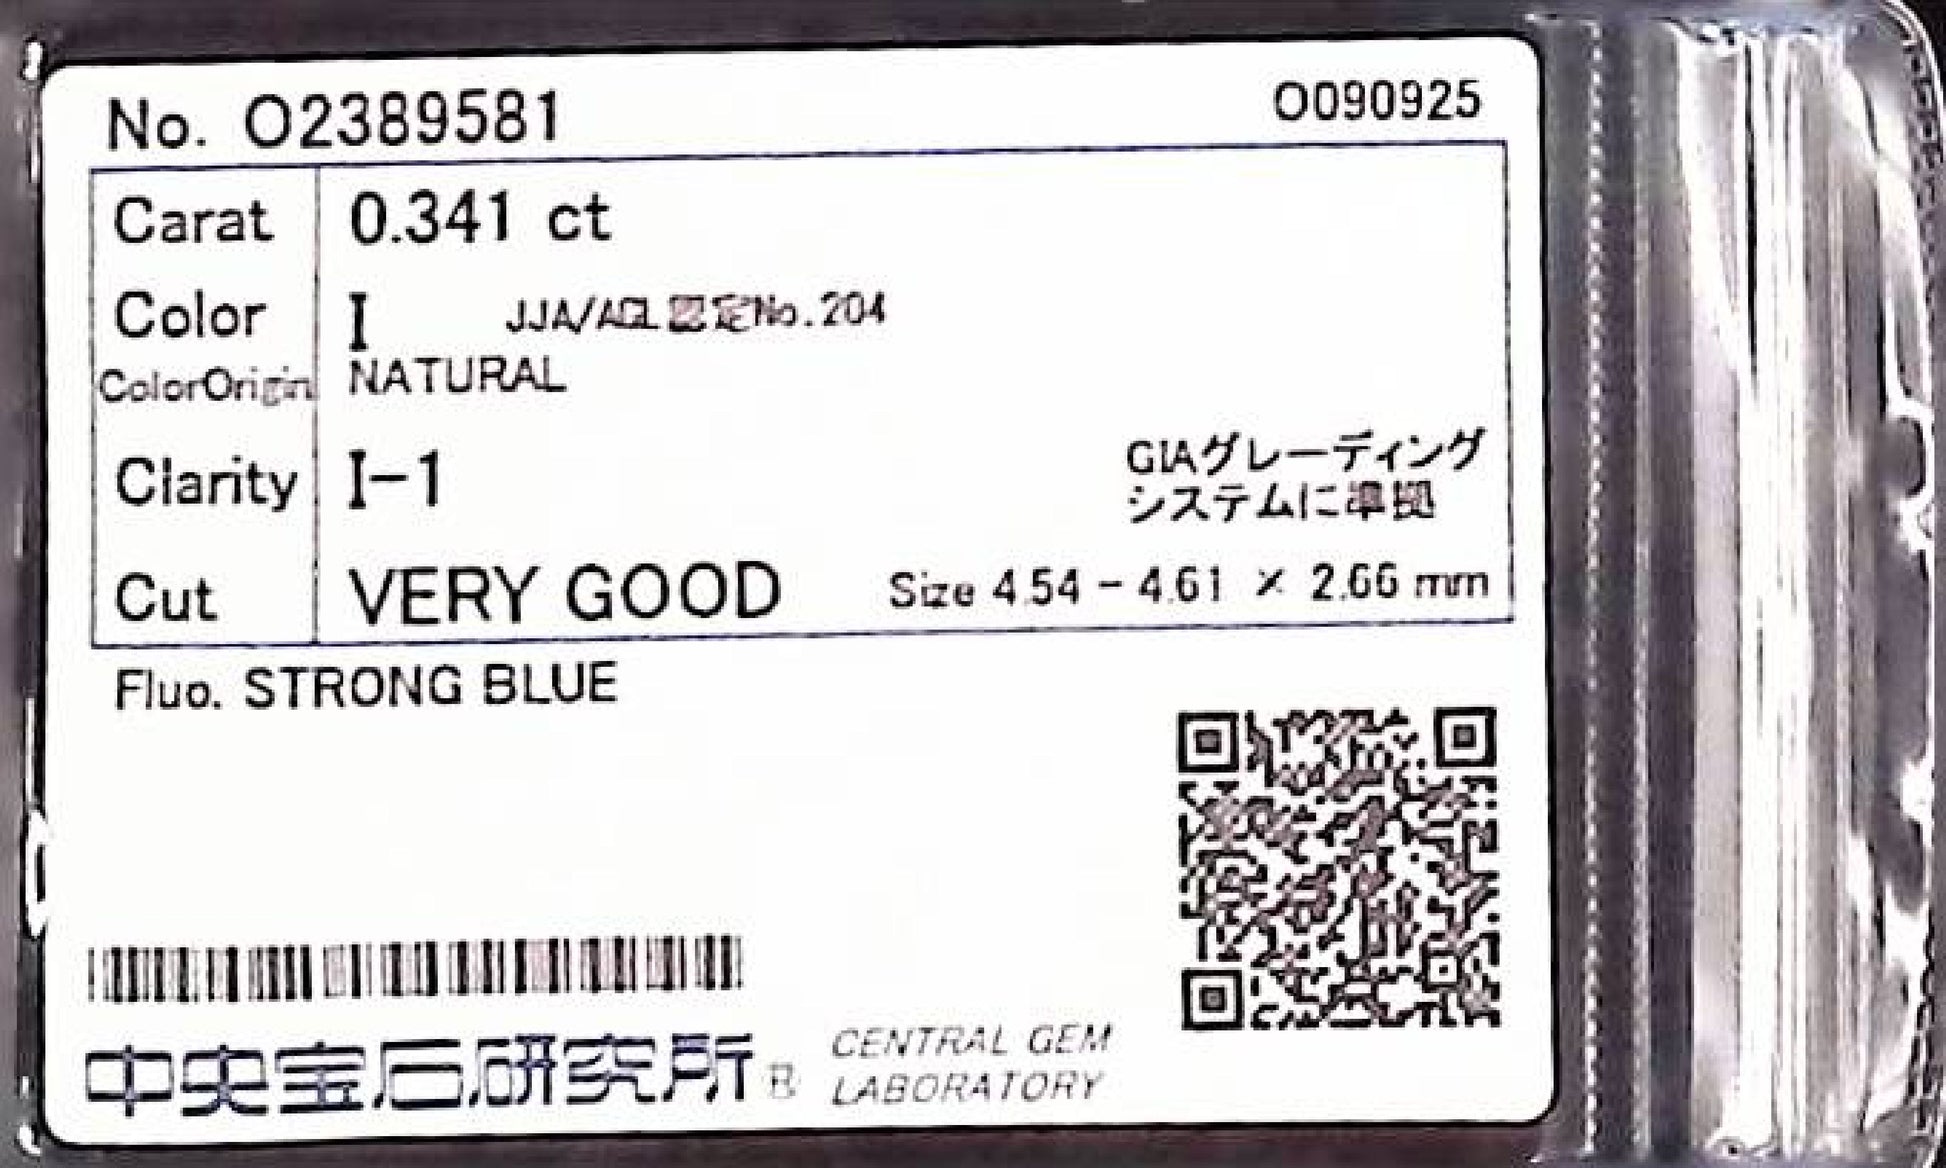 No. O2389581
O090925
Carat 0.341 ct
Color I JJA/AGL認定No.204
ColorOrigin NATURAL
Clarity I-1
GIAグレーディング
システムに準拠
Cut VERY GOOD Size 4.54 - 4.61 × 2.66 mm
Fluo. STRONG BLUE
中央宝石研究所
CENTRAL GEM
LABORATORY